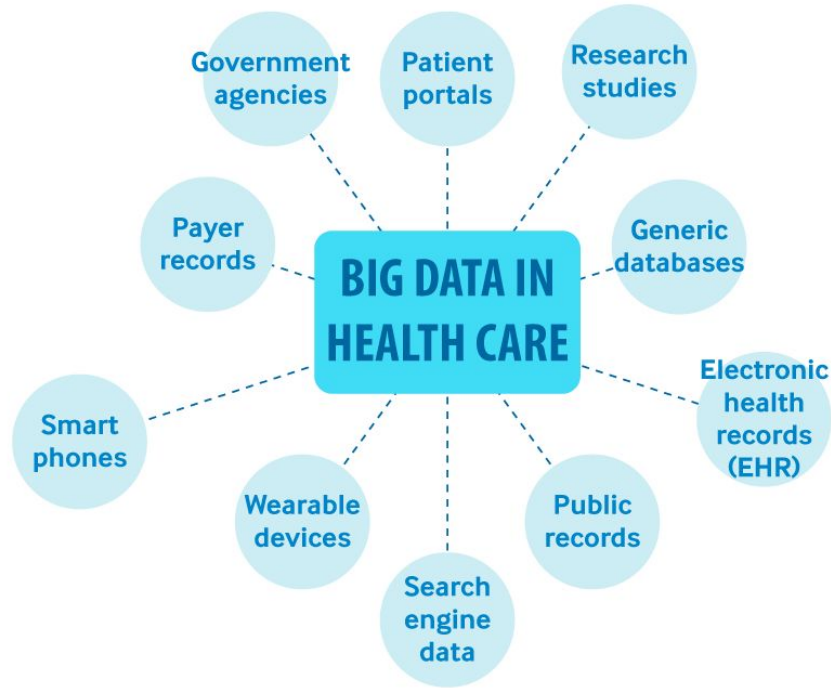 Government
agencies
Patient
portals
Research
studies
Payer
records
BIG DATA IN
HEALTH CARE
Generic
databases
Smart
phones
Electronic
health
records
(EHR)
Wearable
devices
Public
records
Search
engine
data